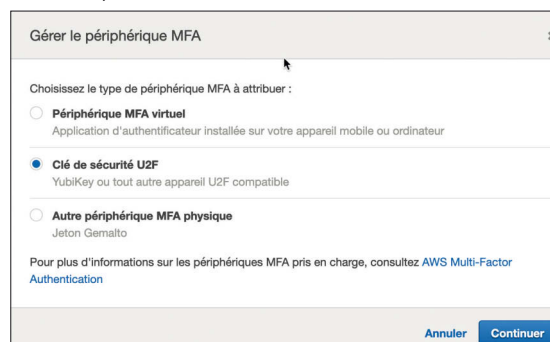 Gérer le périphérique MFA
Choisissez le type de périphérique MFA à attribuer :
Périphérique MFA virtuel
Application d'authentificateur installée sur votre appareil mobile ou ordinateur
Clé de sécurité U2F
YubiKey ou tout autre appareil U2F compatible
Autre périphérique MFA physique
Jeton Gemalto
Pour plus d'informations sur les périphériques MFA pris en charge, consultez AWS Multi-Factor
Authentication
Annuler Continuer